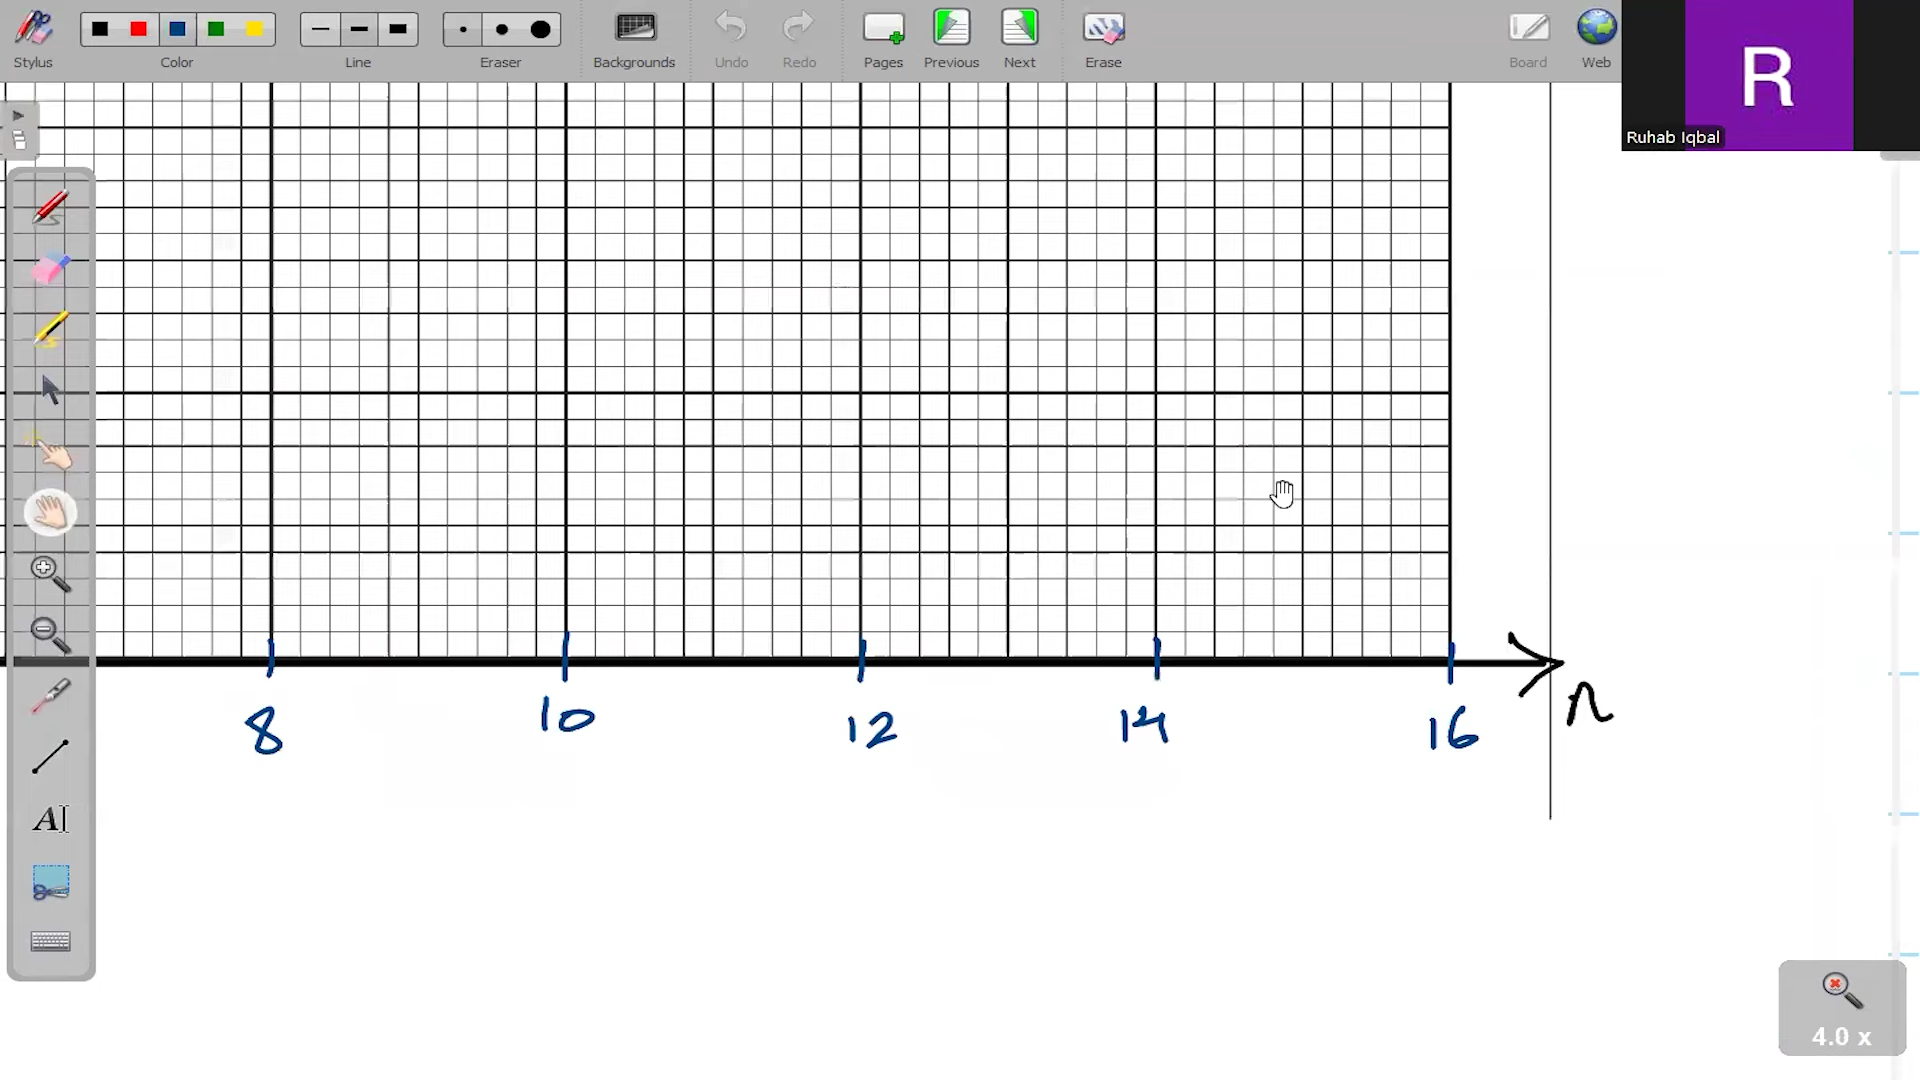 Stylus Color Line Eraser Backgrounds Undo Redo Pages Previous Next Erase Board Web
R
Ruhab Iqbal
AI
8 10 12 14 16
n
4.0 x